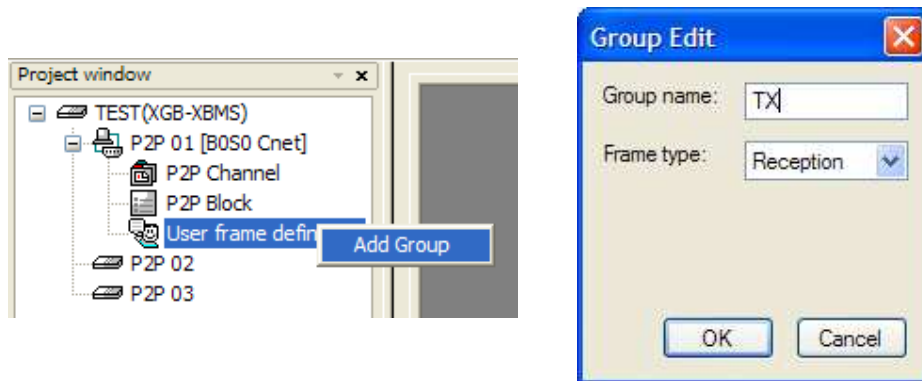 Project window
TEST(XGB-XBMS)
P2P 01 [B0S0 Cnet]
P2P Channel
P2P Block
User frame defin
Add Group
P2P 02
P2P 03
Group Edit
Group name: TX
Frame type: Reception
OK Cancel